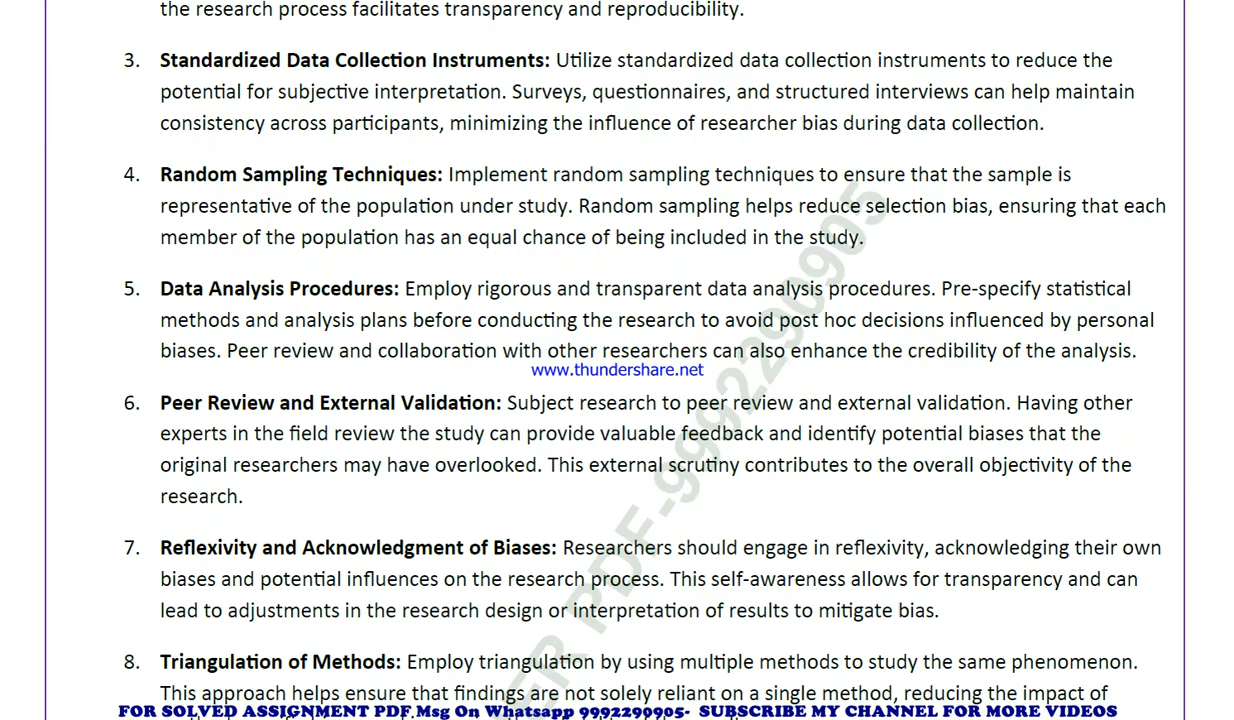 the research process facilitates transparency and reproducibility.
3. Standardized Data Collection Instruments: Utilize standardized data collection instruments to reduce the
potential for subjective interpretation. Surveys, questionnaires, and structured interviews can help maintain
consistency across participants, minimizing the influence of researcher bias during data collection.
4. Random Sampling Techniques: Implement random sampling techniques to ensure that the sample is
representative of the population under study. Random sampling helps reduce selection bias, ensuring that each
member of the population has an equal chance of being included in the study.
5. Data Analysis Procedures: Employ rigorous and transparent data analysis procedures. Pre-specify statistical
methods and analysis plans before conducting the research to avoid post hoc decisions influenced by personal
biases. Peer review and collaboration with other researchers can also enhance the credibility of the analysis.
www.thundershare.net
6. Peer Review and External Validation: Subject research to peer review and external validation. Having other
experts in the field review the study can provide valuable feedback and identify potential biases that the
original researchers may have overlooked. This external scrutiny contributes to the overall objectivity of the
research.
7. Reflexivity and Acknowledgment of Biases: Researchers should engage in reflexivity, acknowledging their own
biases and potential influences on the research process. This self-awareness allows for transparency and can
lead to adjustments in the research design or interpretation of results to mitigate bias.
8. Triangulation of Methods: Employ triangulation by using multiple methods to study the same phenomenon.
This approach helps ensure that findings are not solely reliant on a single method, reducing the impact of
FOR SOLVED ASSIGNMENT PDF.Msg On Whatsapp 9992290905- SUBSCRIBE MY CHANNEL FOR MORE VIDEOS
PDF-9992290905